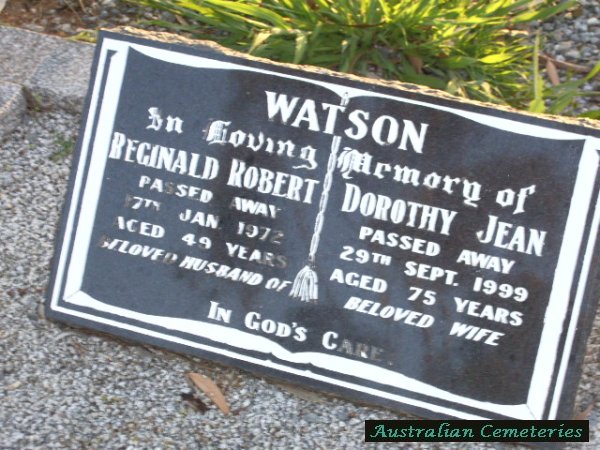 WATSON
In Loving Memory of
REGINALD ROBERT
PASSED AWAY
17TH JAN. 1972
AGED 49 YEARS
BELOVED HUSBAND OF
DOROTHY JEAN
PASSED AWAY
29TH SEPT. 1999
AGED 75 YEARS
BELOVED WIFE
IN GOD'S CARE
Australian Cemeteries